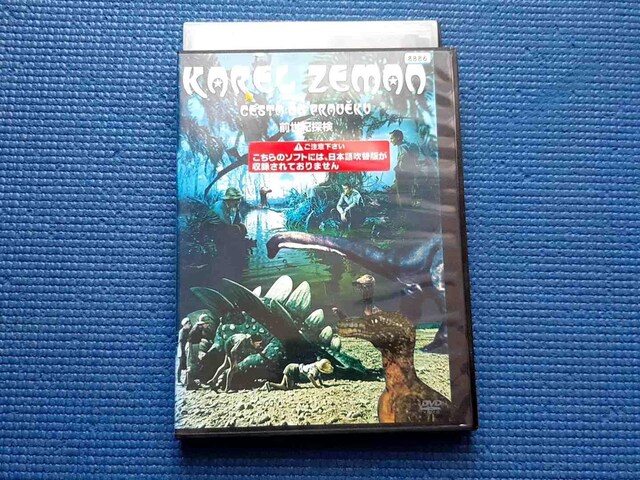 KAREL ZEMAN
CESTA DO PRAVĚKU
前世紀探検
ご注意下さい
こちらのソフトには、日本語吹替版が
収録されておりません
DVD